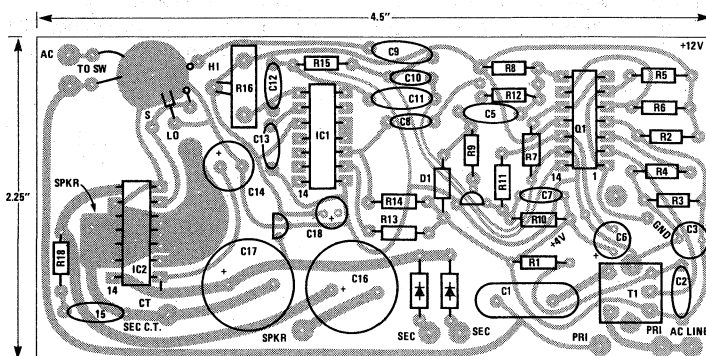 4.5"
2.25"
AC
TO SW
HI
S
LO
R16
C12
C13
R15
IC1
14
C9
C10
C11
C8
R8
R12
C5
R9
R7
R11
D1
Q1
14
1
+12V
R5
R6
R2
R4
R3
SPKR
C14
R14
R13
C18
C7
R10
+4V
GND
C6
C3
R18
IC2
14
1
C17
C16
R1
C1
T1
C2
15
CT
SEC C.T.
SPKR
SEC
SEC
PRI
PRI
AC LINE